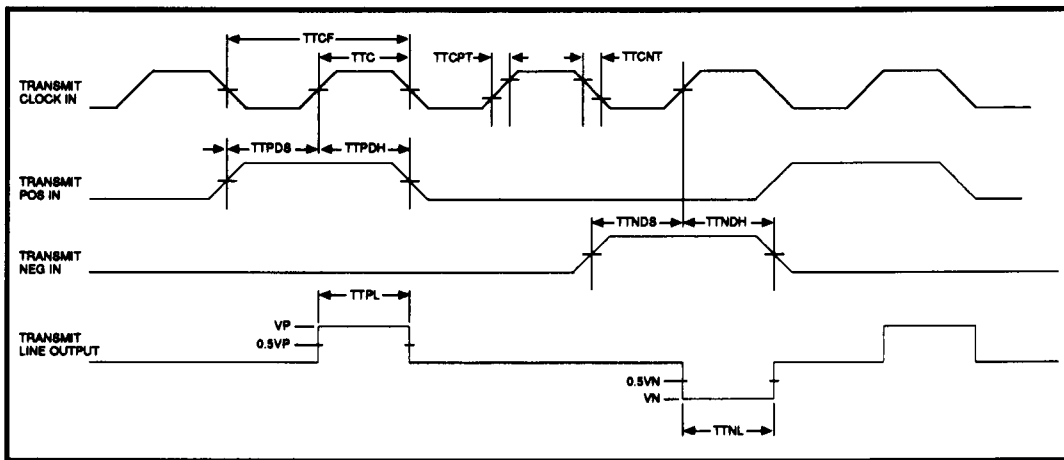 TTCF
TTC
TTCPT
TTCNT
TRANSMIT
CLOCK IN
TTPDS
TTPDH
TRANSMIT
POS IN
TTNDS
TTNDH
TRANSMIT
NEG IN
TTPL
VP
0.5VP
TRANSMIT
LINE OUTPUT
0.5VN
VN
TTNL